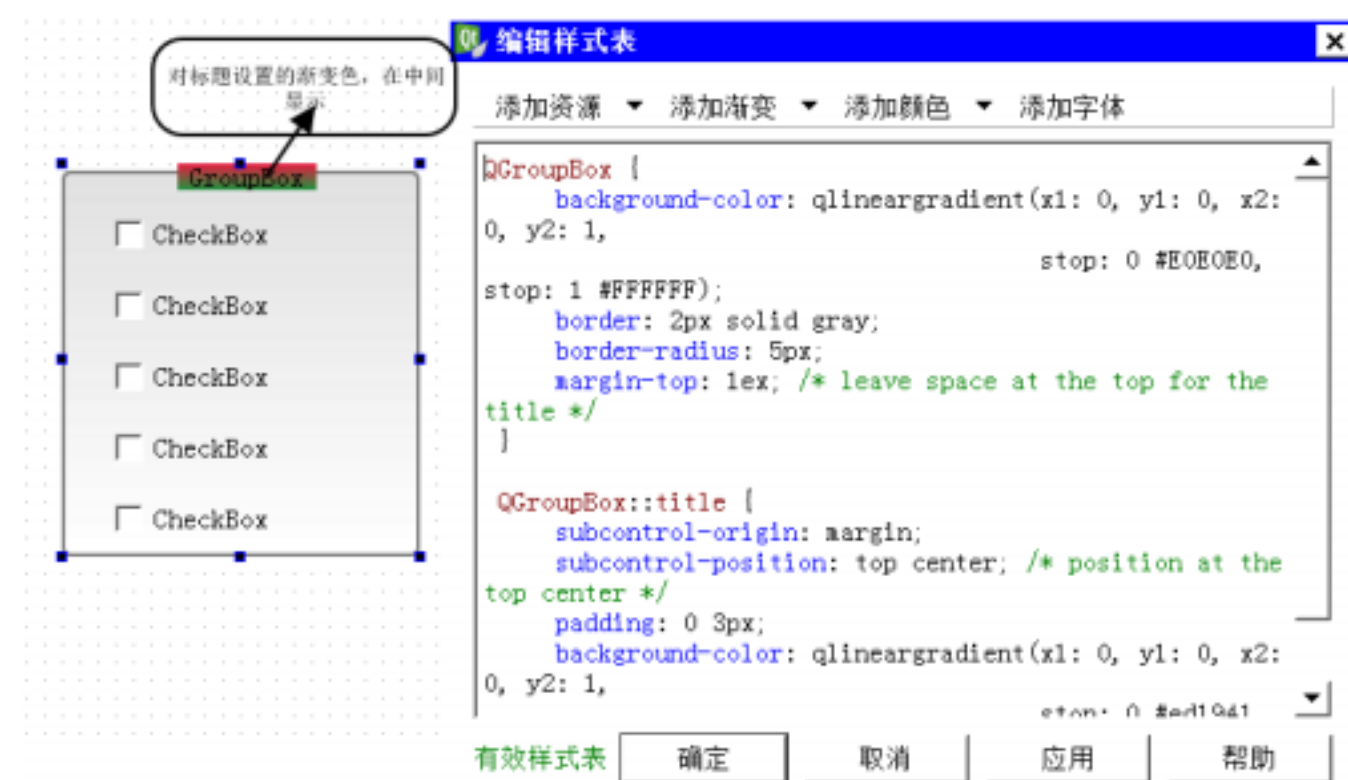 对标题设置的渐变色，在中间
显示
GroupBox
CheckBox
CheckBox
CheckBox
CheckBox
CheckBox
Qt 编辑样式表
添加资源 添加渐变 添加颜色 添加字体
QGroupBox {
background-color: qlineargradient(x1: 0, y1: 0, x2:
0, y2: 1,
stop: 0 #E0E0E0,
stop: 1 #FFFFFF);
border: 2px solid gray;
border-radius: 5px;
margin-top: 1ex; /* leave space at the top for the
title */
}
QGroupBox::title {
subcontrol-origin: margin;
subcontrol-position: top center; /* position at the
top center */
padding: 0 3px;
background-color: qlineargradient(x1: 0, y1: 0, x2:
0, y2: 1,
stop: 0 #ed1941
有效样式表 确定 取消 应用 帮助